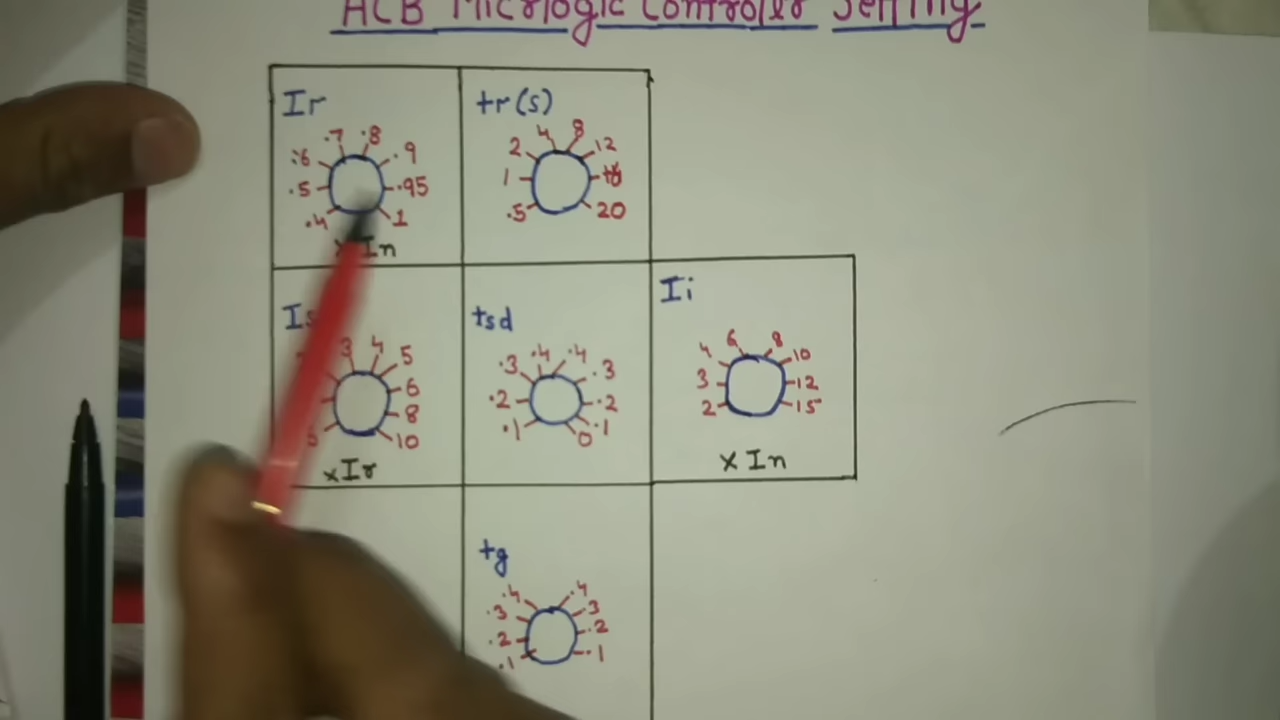 ACB Micrologic Controler Setting
Ir
.4 .5 .6 .7 .8 .9 .95 1
In
tr(s)
.5 1 2 4 8 12 20
3 4 5 6 8 10
x Ir
tsd
.1 .2 .3 .4 .4 .3 .2 .1 0
Ii
2 3 4 6 8 10 12 15
x In
tg
.1 .2 .3 .4 .4 .3 .2 .1